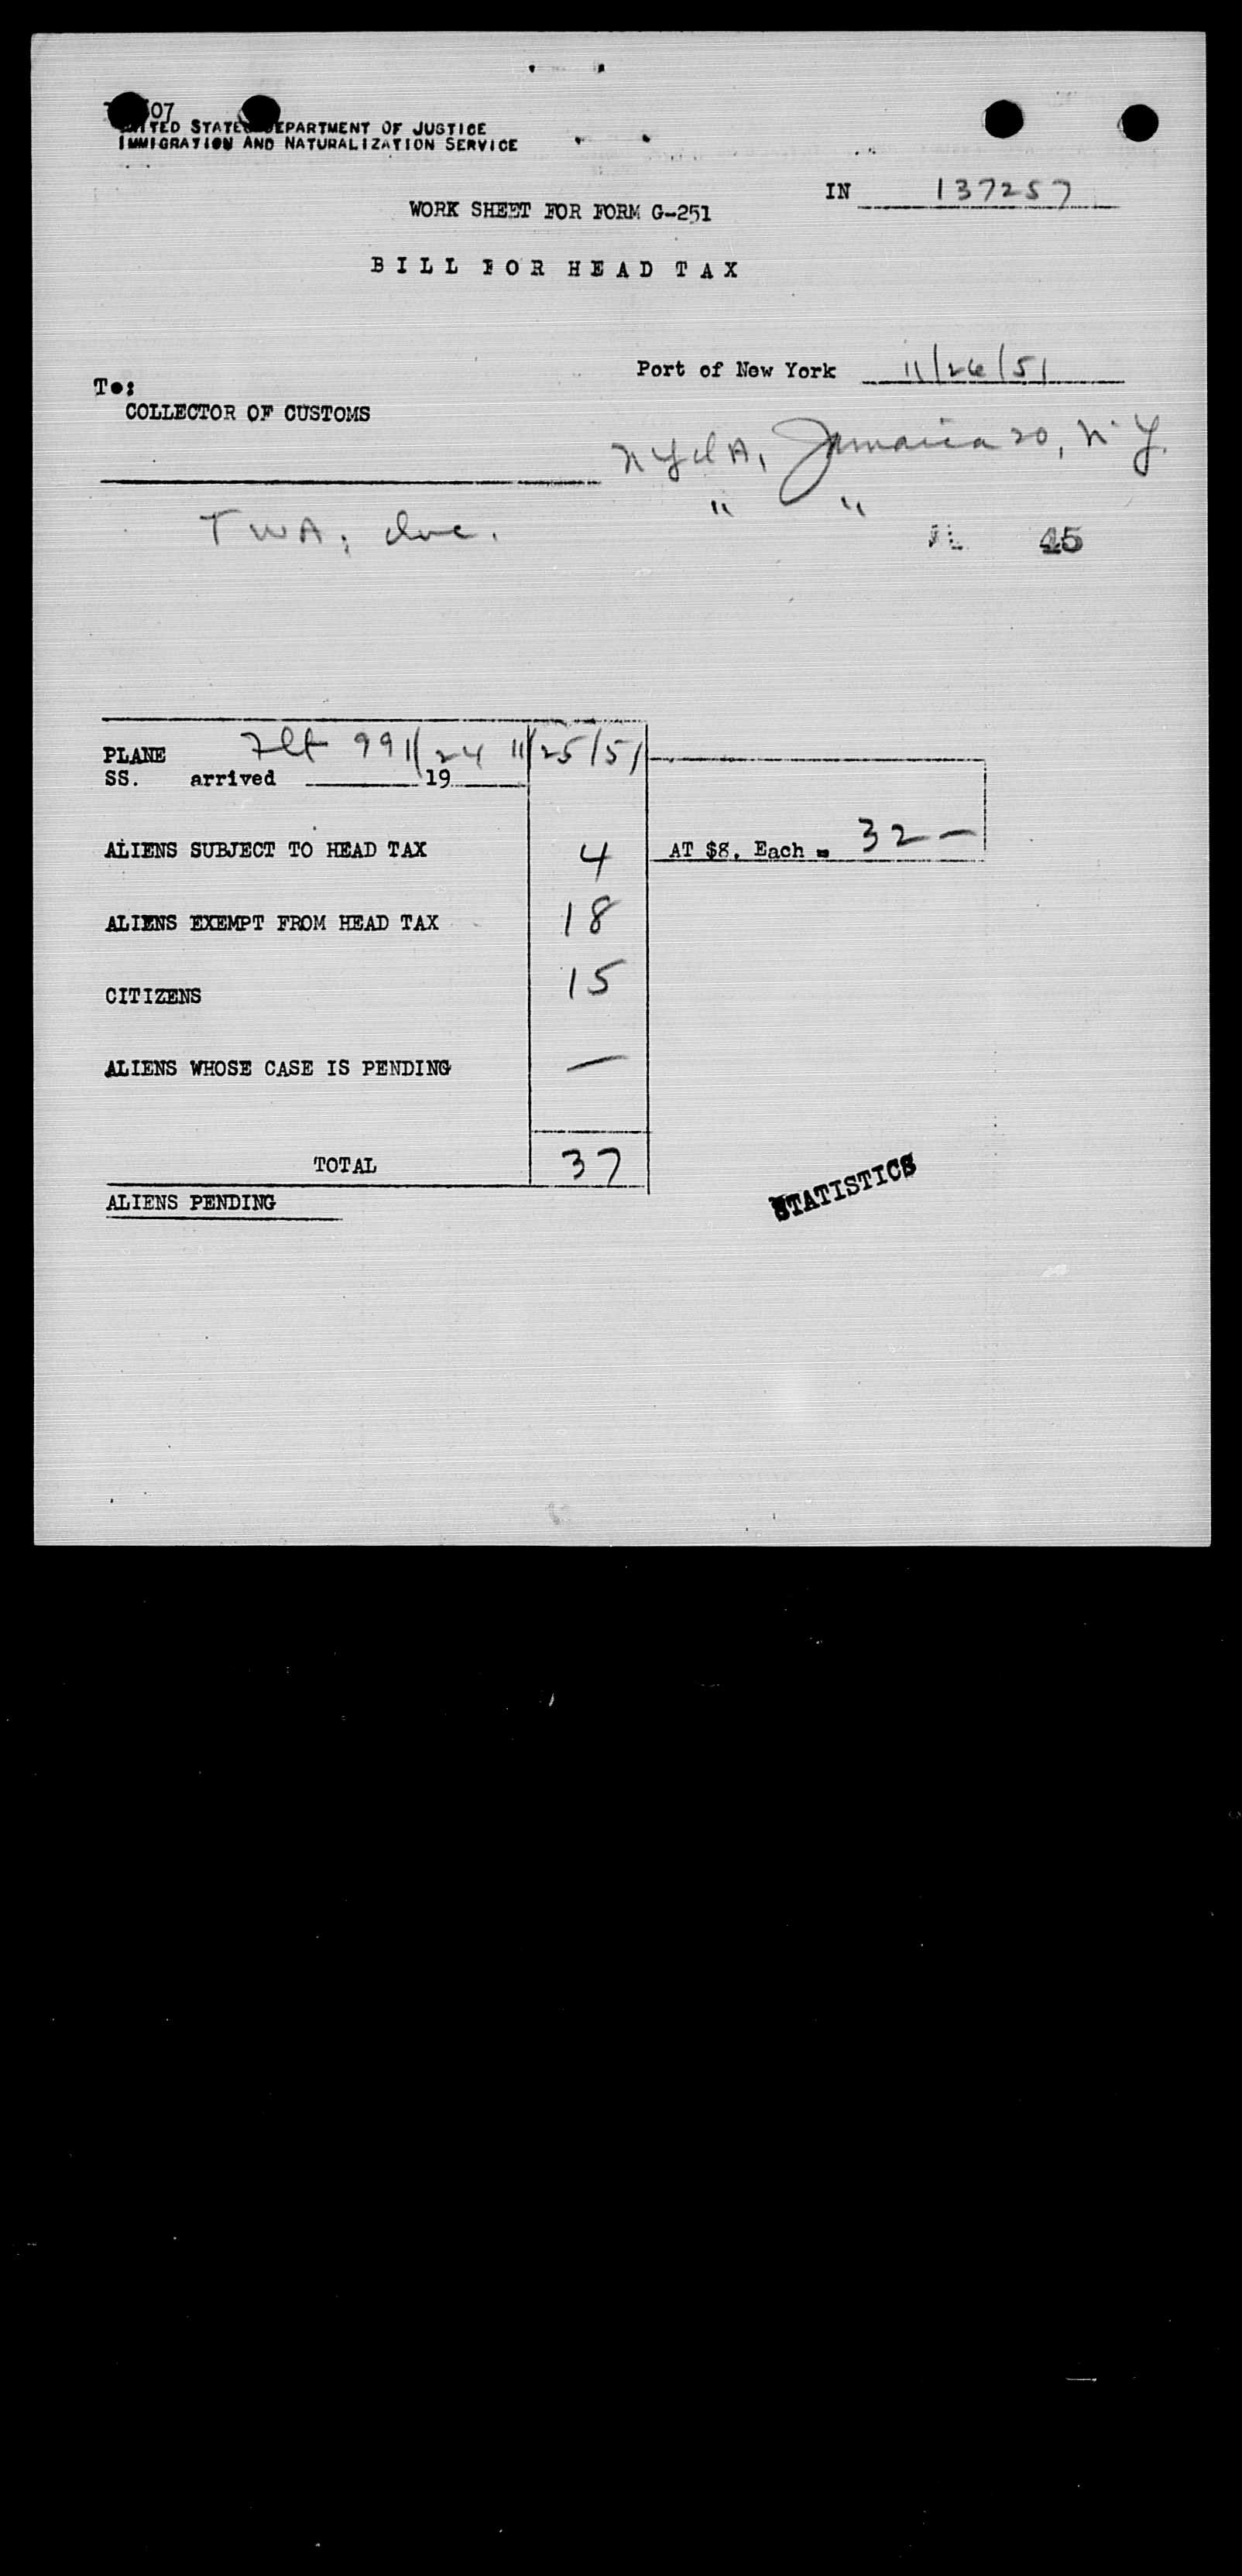 07
UNITED STATES DEPARTMENT OF JUSTICE
IMMIGRATION AND NATURALIZATION SERVICE
IN 137257
WORK SHEET FOR FORM G-251
BILL FOR HEAD TAX
Port of New York 11/26/51
To:
COLLECTOR OF CUSTOMS
NYIA, Jamaica 20, N.Y.
" "
TWA, Inc.
45
PLANE Flt 991/24 11/25/51
SS. arrived 19
ALIENS SUBJECT TO HEAD TAX 4 AT $8. Each = 32 —
ALIENS EXEMPT FROM HEAD TAX 18
CITIZENS 15
ALIENS WHOSE CASE IS PENDING —
TOTAL 37
ALIENS PENDING
STATISTICS